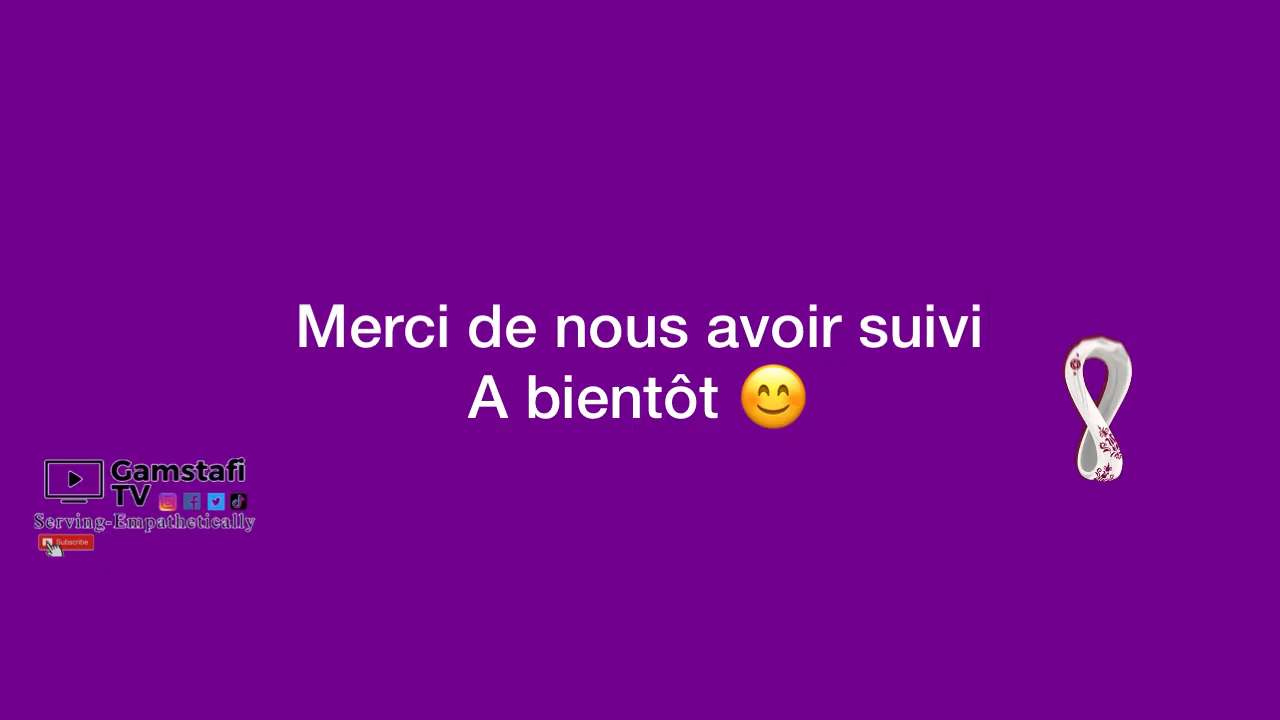 Merci de nous avoir suivi
A bientôt 😊
Gamstafi
TV
Serving-Empathetically
Subscribe